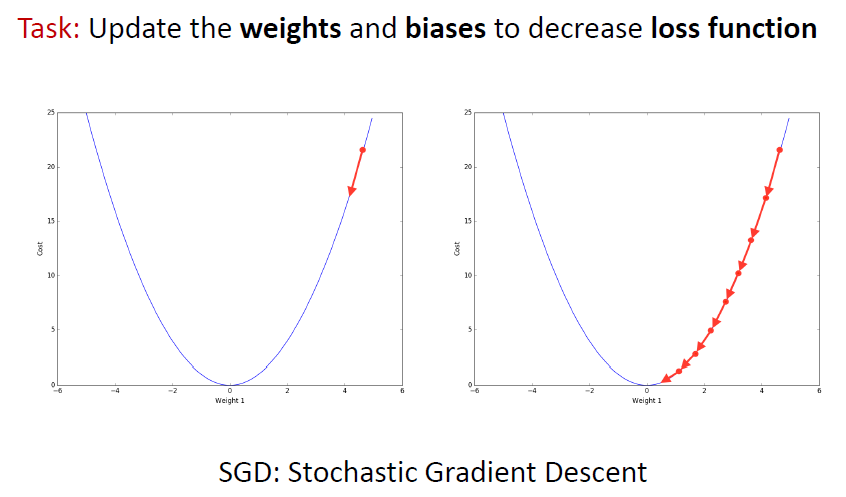 Task: Update the weights and biases to decrease loss function
25
20
15
10
5
0
Cost
−6 −4 −2 0 2 4 6
Weight 1
25
20
15
10
5
0
Cost
−6 −4 −2 0 2 4 6
Weight 1
SGD: Stochastic Gradient Descent